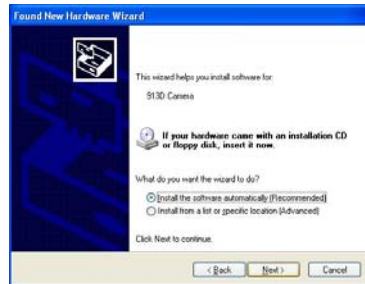 Found New Hardware Wizard
This wizard helps you install software for:
913D Camera
If your hardware came with an installation CD
or floppy disk, insert it now.
What do you want the wizard to do?
Install the software automatically (Recommended)
Install from a list or specific location (Advanced)
Click Next to continue.
< Back
Next >
Cancel